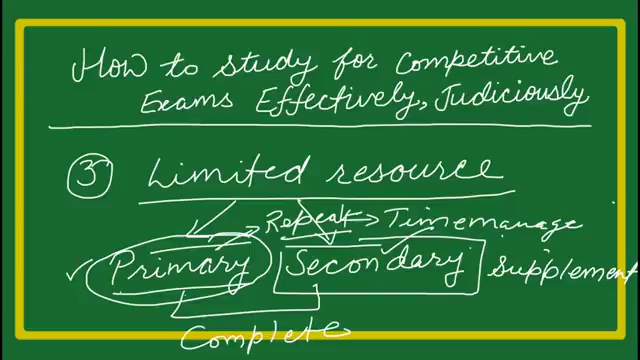 How to study for competitive
Exams Effectively, Judiciously
3 Limited resource
Repeat Timemanage
Primary Secondary Supplement
Complete